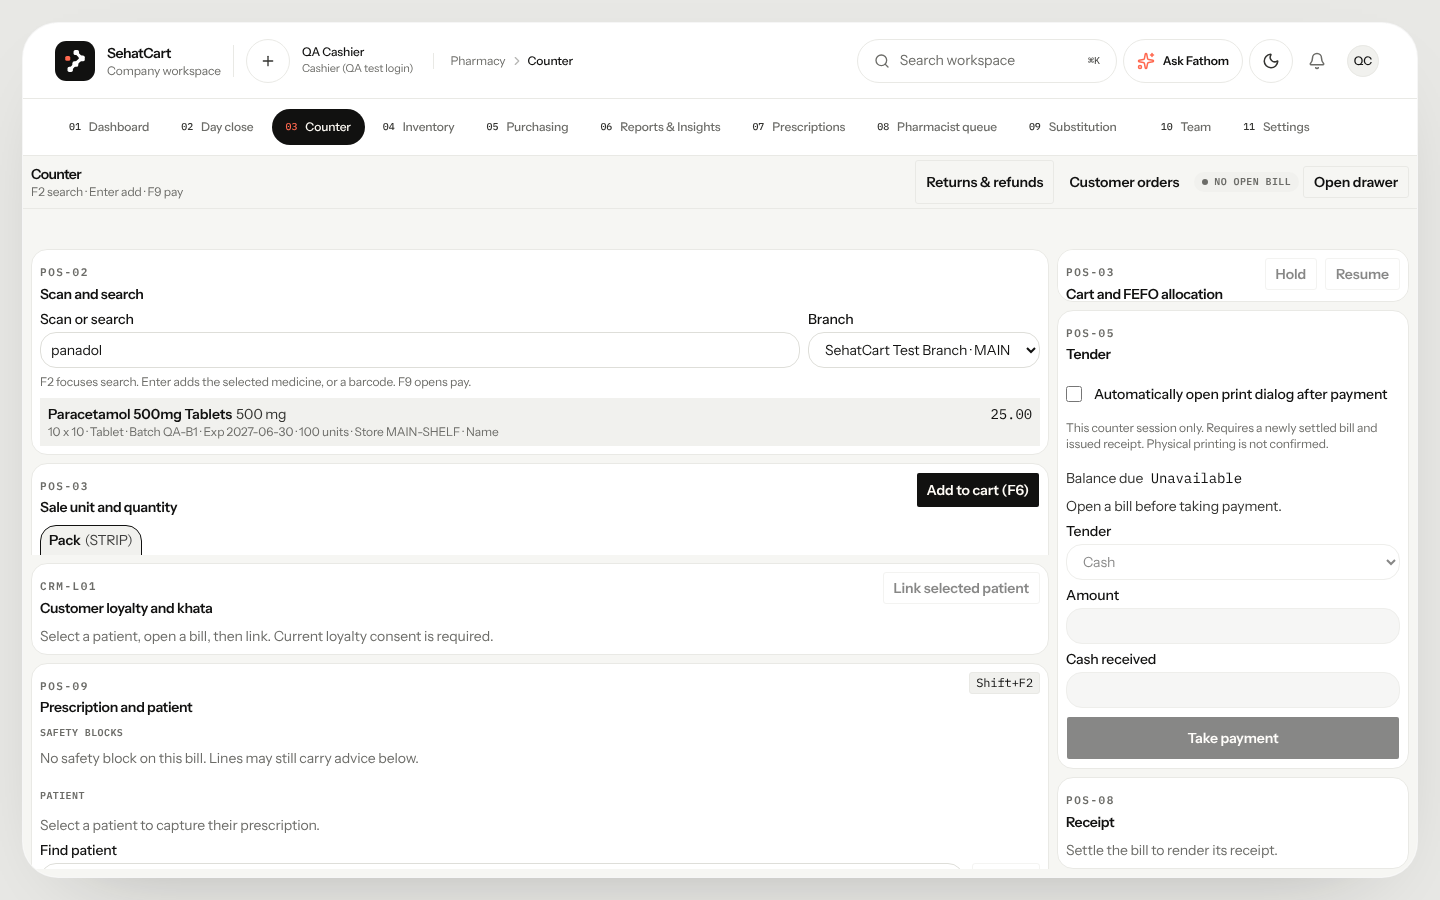 SehatCart
Company workspace
QA Cashier
Cashier (QA test login)
Pharmacy
Counter
Search workspace
⌘K
Ask Fathom
QC
01 Dashboard
02 Day close
03 Counter
04 Inventory
05 Purchasing
06 Reports & Insights
07 Prescriptions
08 Pharmacist queue
09 Substitution
10 Team
11 Settings
Counter
F2 search · Enter add · F9 pay
Returns & refunds
Customer orders
NO OPEN BILL
Open drawer
POS-02
Scan and search
Scan or search
panadol
Branch
SehatCart Test Branch · MAIN
F2 focuses search. Enter adds the selected medicine, or a barcode. F9 opens pay.
Paracetamol 500mg Tablets 500 mg
25.00
10 x 10 · Tablet · Batch QA-B1 · Exp 2027-06-30 · 100 units · Store MAIN-SHELF · Name
POS-03
Sale unit and quantity
Add to cart (F6)
Pack (STRIP)
CRM-L01
Customer loyalty and khata
Link selected patient
Select a patient, open a bill, then link. Current loyalty consent is required.
POS-09
Prescription and patient
Shift+F2
SAFETY BLOCKS
No safety block on this bill. Lines may still carry advice below.
PATIENT
Select a patient to capture their prescription.
Find patient
POS-03
Cart and FEFO allocation
Hold
Resume
POS-05
Tender
Automatically open print dialog after payment
This counter session only. Requires a newly settled bill and
issued receipt. Physical printing is not confirmed.
Balance due Unavailable
Open a bill before taking payment.
Tender
Cash
Amount
Cash received
Take payment
POS-08
Receipt
Settle the bill to render its receipt.